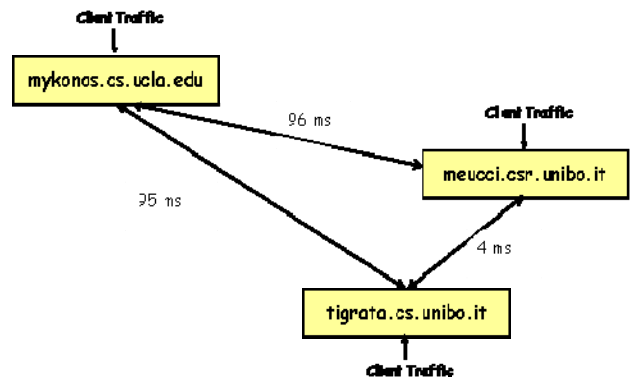 Client Traffic
mykonos.cs.ucla.edu
96 ms
Client Traffic
meucci.csr.unibo.it
95 ms
4 ms
tigrata.cs.unibo.it
Client Traffic